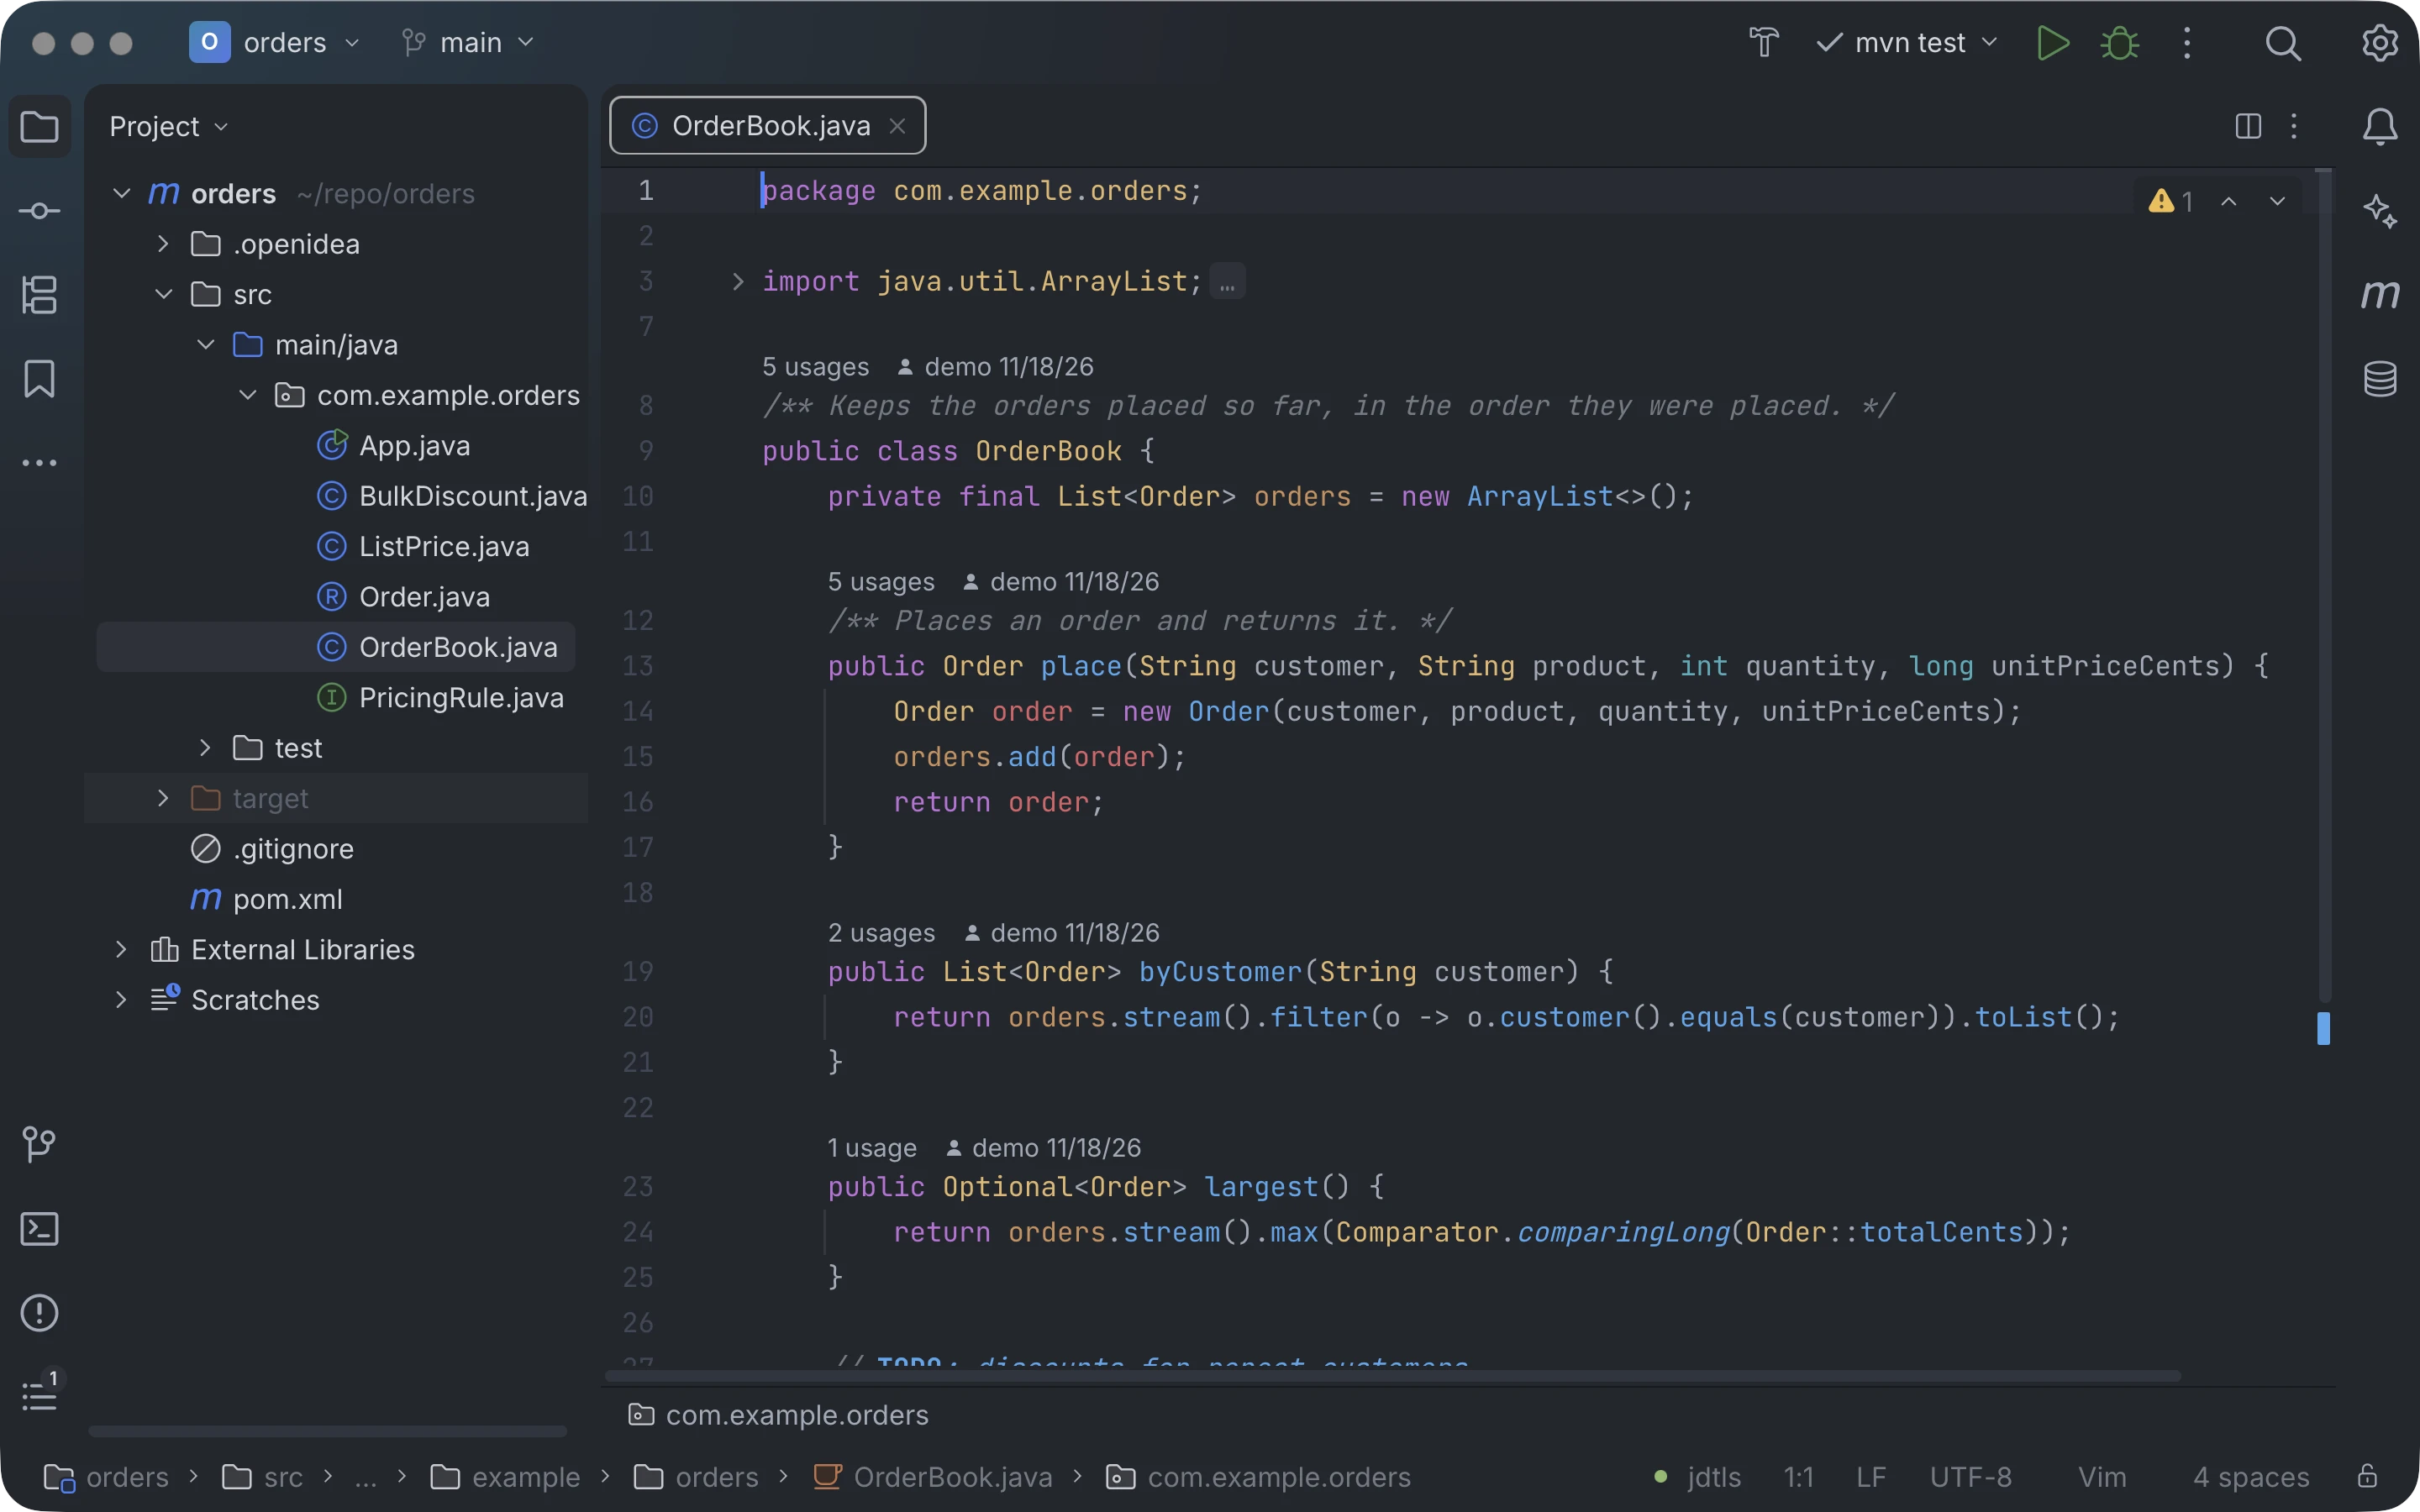 O orders main mvn test
Project
OrderBook.java
orders ~/repo/orders
.openidea
src
main/java
com.example.orders
App.java
BulkDiscount.java
ListPrice.java
Order.java
OrderBook.java
PricingRule.java
test
target
.gitignore
pom.xml
External Libraries
Scratches
1
1 package com.example.orders;
1
2
3 import java.util.ArrayList; ...
7
5 usages demo 11/18/26
8 /** Keeps the orders placed so far, in the order they were placed. */
9 public class OrderBook {
10 private final List<Order> orders = new ArrayList<>();
11
5 usages demo 11/18/26
12 /** Places an order and returns it. */
13 public Order place(String customer, String product, int quantity, long unitPriceCents) {
14 Order order = new Order(customer, product, quantity, unitPriceCents);
15 orders.add(order);
16 return order;
17 }
18
2 usages demo 11/18/26
19 public List<Order> byCustomer(String customer) {
20 return orders.stream().filter(o -> o.customer().equals(customer)).toList();
21 }
22
1 usage demo 11/18/26
23 public Optional<Order> largest() {
24 return orders.stream().max(Comparator.comparingLong(Order::totalCents));
25 }
26
27 // TODO: discounts for repeat customers
com.example.orders
orders > src > ... > example > orders > OrderBook.java > com.example.orders
jdtls 1:1 LF UTF-8 Vim 4 spaces